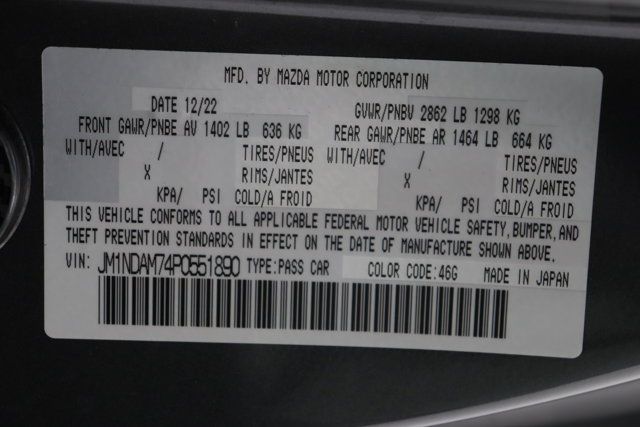 MFD. BY MAZDA MOTOR CORPORATION
DATE 12/22 GVWR/PNBV 2862 LB 1298 KG
FRONT GAWR/PNBE AV 1402 LB 636 KG REAR GAWR/PNBE AR 1464 LB 664 KG
WITH/AVEC / TIRES/PNEUS WITH/AVEC / TIRES/PNEUS
X RIMS/JANTES X RIMS/JANTES
KPA/ PSI COLD/A FROID KPA/ PSI COLD/A FROID
THIS VEHICLE CONFORMS TO ALL APPLICABLE FEDERAL MOTOR VEHICLE SAFETY, BUMPER, AND
THEFT PREVENTION STANDARDS IN EFFECT ON THE DATE OF MANUFACTURE SHOWN ABOVE.
VIN: JM1NDAM74P0551890 TYPE:PASS CAR COLOR CODE:46G MADE IN JAPAN